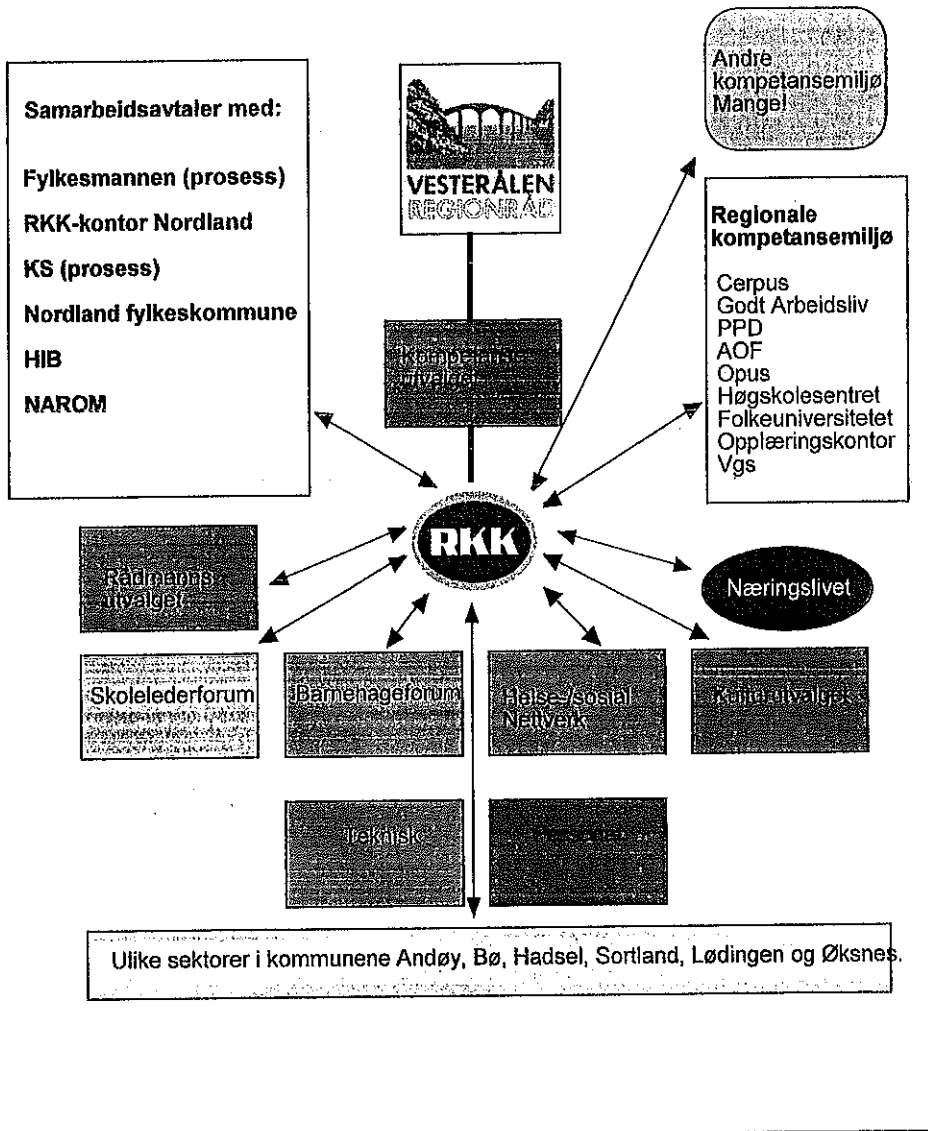 Samarbeidsavtaler med:
Fylkesmannen (prosess)
RKK-kontor Nordland
KS (prosess)
Nordland fylkeskommune
HIB
NAROM
VESTERÅLEN
REGIONRÅD
Andre
kompetansemiljø
Mangel
Regionale
kompetansemiljø
Cerpus
Godt Arbeidsliv
PPD
AOF
Opus
Høgskolesentret
Folkeuniversitetet
Opplæringskontor
Vgs
Kompetanse
utvalget
RKK
Rådmanns
utvalget
Næringslivet
Skolelederforum
Barnehageforum
Helse-/sosial
Nettverk
Kulturutvalget
Teknisk
Ulike sektorer i kommunene Andøy, Bø, Hadsel, Sortland, Lødingen og Øksnes.